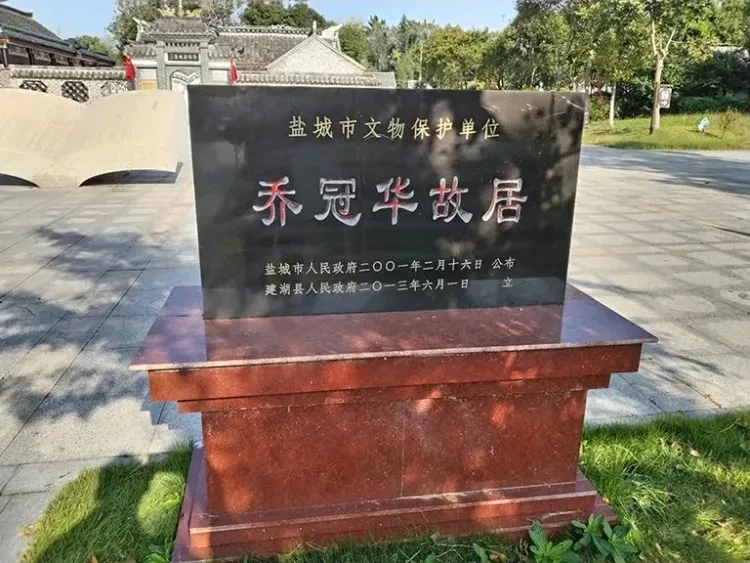 盐城市文物保护单位
乔冠华故居
盐城市人民政府二〇〇一年二月十六日 公布
建湖县人民政府二〇一三年六月一日 立